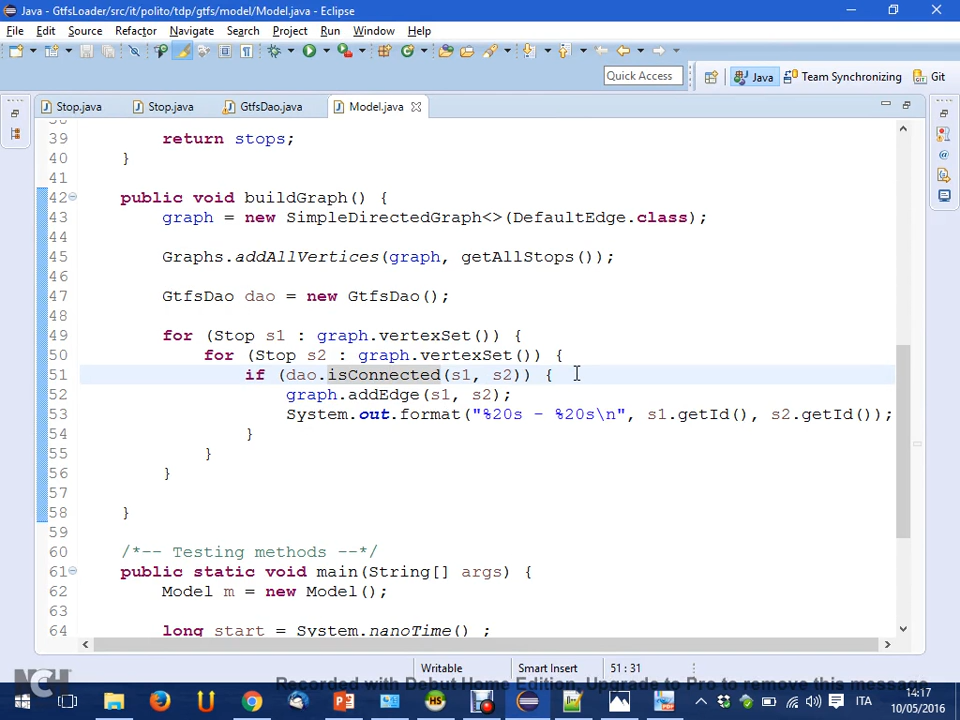 Java - GtfsLoader/src/it/polito/tdp/gtfs/model/Model.java - Eclipse
File Edit Source Refactor Navigate Search Project Run Window Help
Quick Access Java Team Synchronizing Git
Stop.java Stop.java GtfsDao.java Model.java
39 return stops;
40 }
41
42 public void buildGraph() {
43 graph = new SimpleDirectedGraph<>(DefaultEdge.class);
44
45 Graphs.addAllVertices(graph, getAllStops());
46
47 GtfsDao dao = new GtfsDao();
48
49 for (Stop s1 : graph.vertexSet()) {
50 for (Stop s2 : graph.vertexSet()) {
51 if (dao.isConnected(s1, s2)) {
52 graph.addEdge(s1, s2);
53 System.out.format("%20s - %20s\n", s1.getId(), s2.getId());
54 }
55 }
56 }
57
58 }
59
60 /*-- Testing methods --*/
61 public static void main(String[] args) {
62 Model m = new Model();
63
64 long start = System.nanoTime() ;
Writable Smart Insert 51 : 31
NCH Recorded with Debut Home Edition, Upgrade to Pro to remove this message
ITA 14:17
10/05/2016